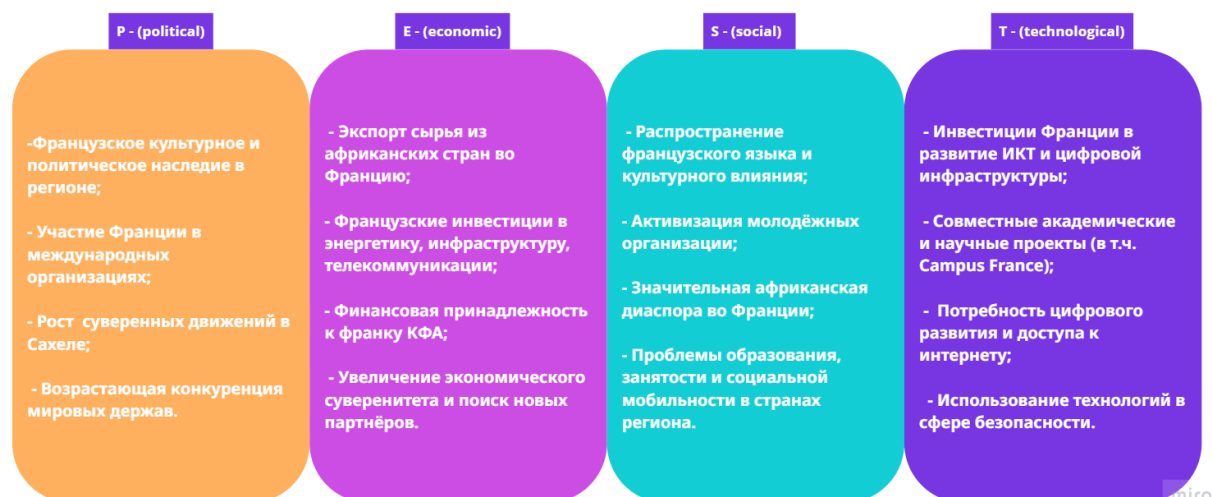 P - (political)
-Французское культурное и
политическое наследие в
регионе;
- Участие Франции в
международных
организациях;
- Рост  суверенных движений в
Сахеле;
- Возрастающая конкуренция
мировых держав.
E - (economic)
- Экспорт сырья из
африканских стран во
Францию;
- Французские инвестиции в
энергетику, инфраструктуру,
телекоммуникации;
- Финансовая принадлежность
к франку КФА;
- Увеличение экономического
суверенитета и поиск новых
партнёров.
S - (social)
- Распространение
французского языка и
культурного влияния;
- Активизация молодёжных
организации;
- Значительная африканская
диаспора во Франции;
- Проблемы образования,
занятости и социальной
мобильности в странах
региона.
T - (technological)
- Инвестиции Франции в
развитие ИКТ и цифровой
инфраструктуры;
- Совместные академические
и научные проекты (в т.ч.
Campus France);
-  Потребность цифрового
развития и доступа к
интернету;
- Использование технологий в
сфере безопасности.
miro